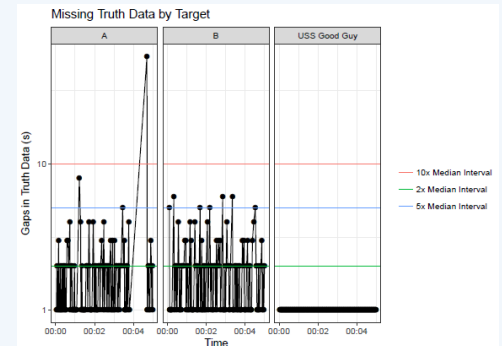 Missing Truth Data by Target
A B USS Good Guy
Gaps in Truth Data (s)
10
1
10x Median Interval
2x Median Interval
5x Median Interval
00:00 00:02 00:04 00:00 00:02 00:04 00:00 00:02 00:04
Time